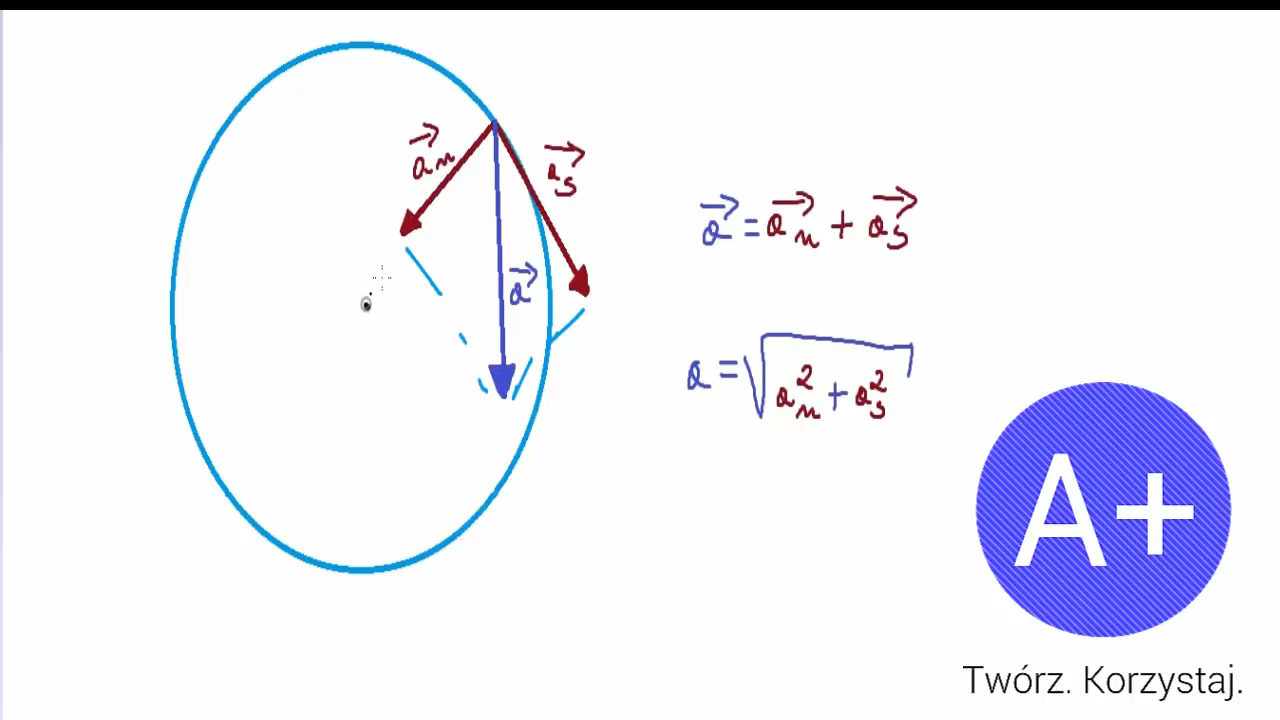 a⃗ₙ
a⃗ₛ
a⃗
a⃗ = a⃗ₙ + a⃗ₛ
a = √(aₙ² + aₛ²)
A+
Twórz. Korzystaj.